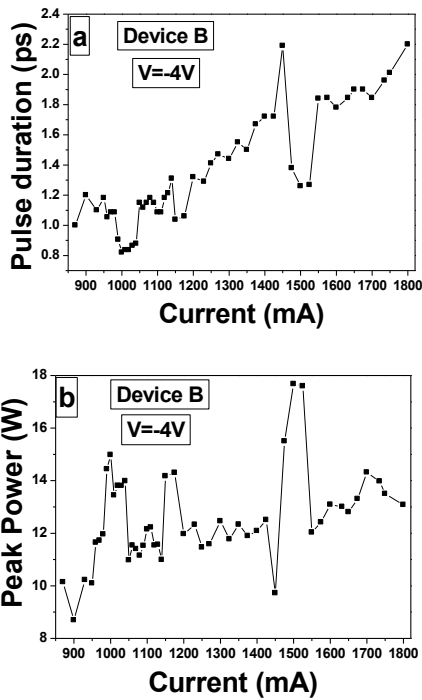 a
Device B
V=-4V
Pulse duration (ps)
2.4
2.2
2.0
1.8
1.6
1.4
1.2
1.0
0.8
900 1000 1100 1200 1300 1400 1500 1600 1700 1800
Current (mA)
b
Device B
V=-4V
Peak Power (W)
18
16
14
12
10
8
900 1000 1100 1200 1300 1400 1500 1600 1700 1800
Current (mA)